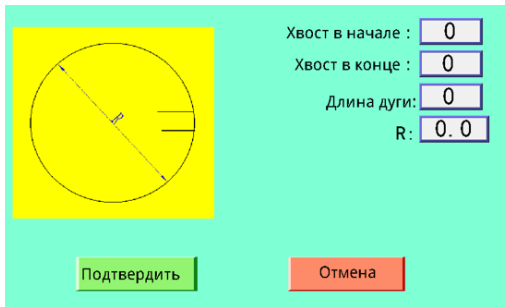 Хвост в начале : 0
Хвост в конце : 0
Длина дуги: 0
R: 0. 0
R
Подтвердить
Отмена